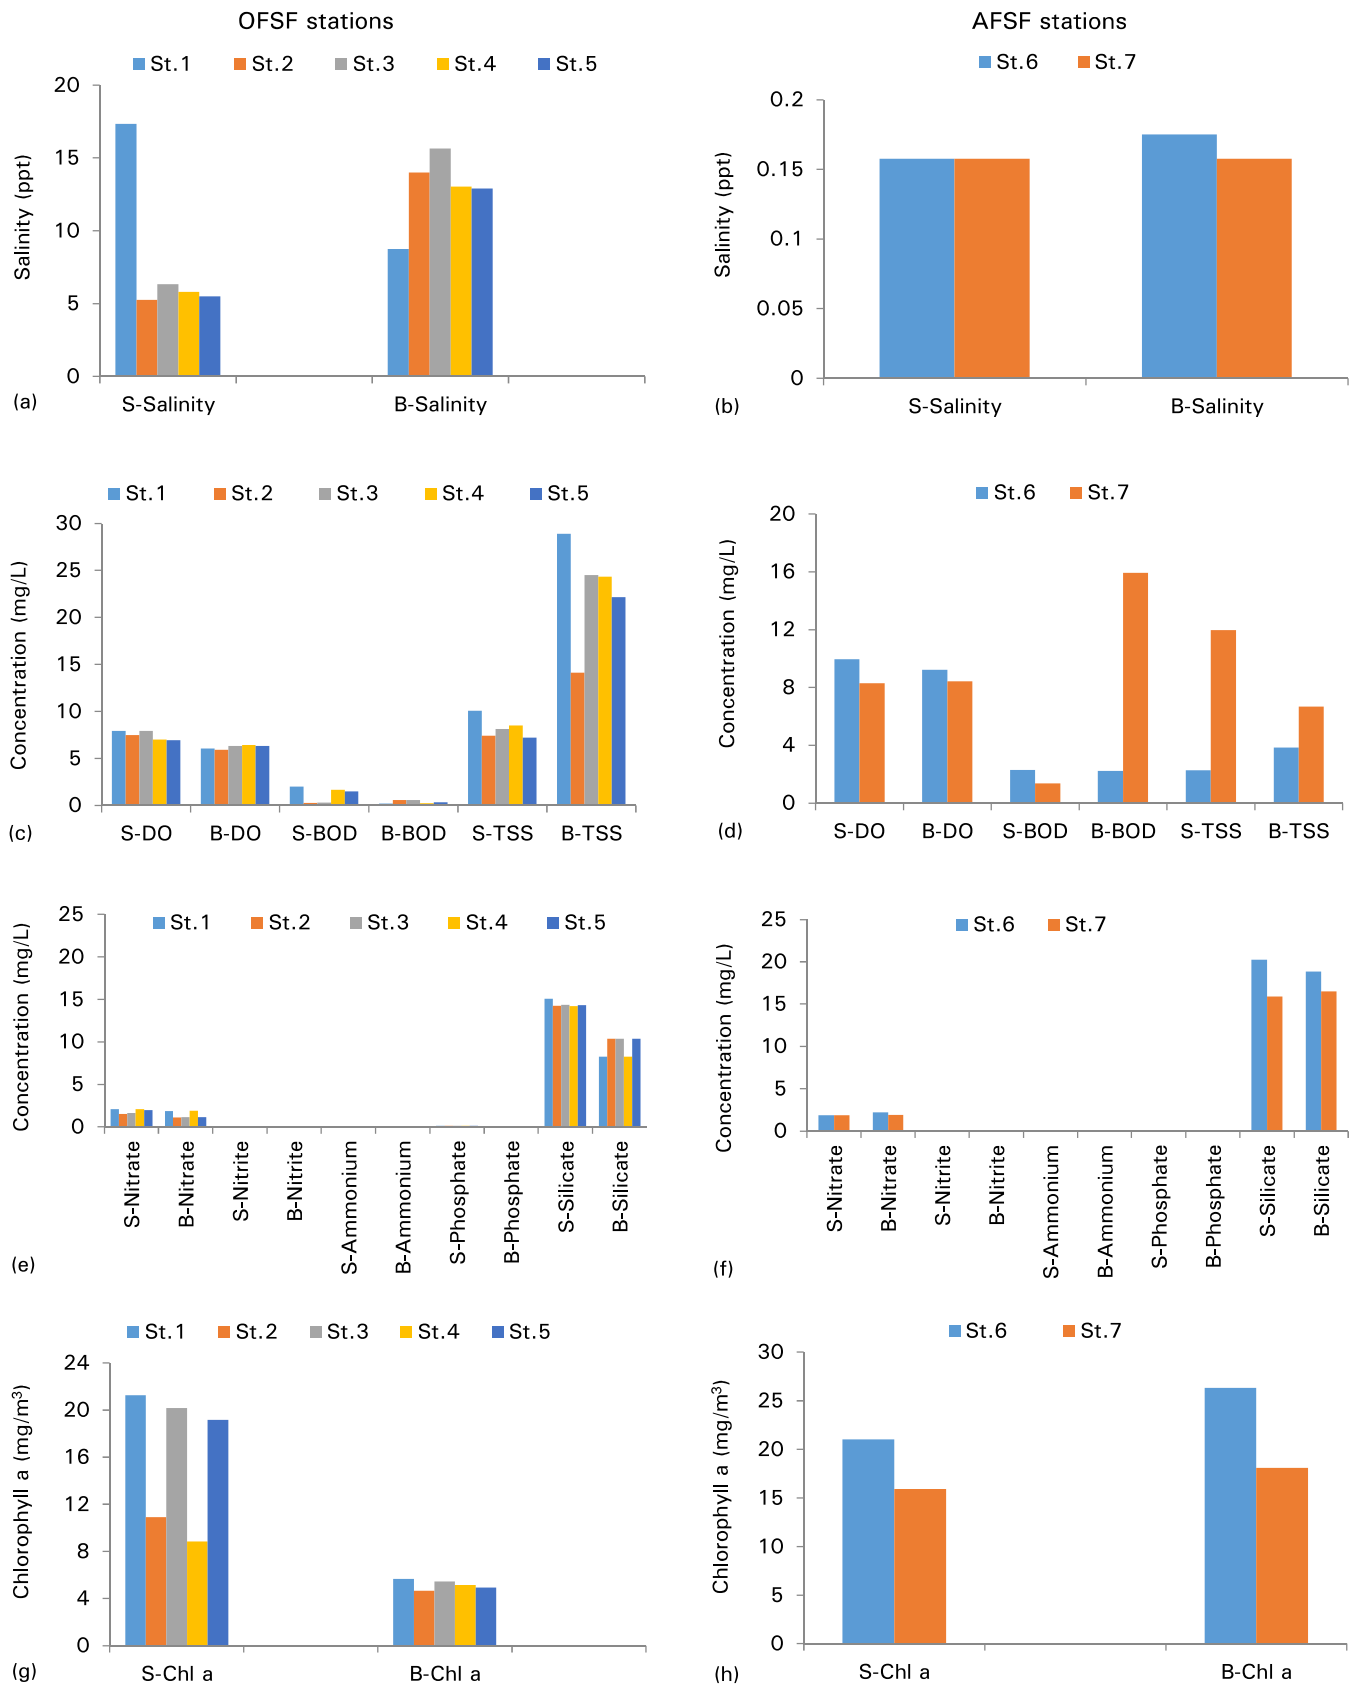 OFSF stations
AFSF stations
St.1 St.2 St.3 St.4 St.5
20
15
10
5
0
Salinity (ppt)
S-Salinity B-Salinity
(a)
St.6 St.7
0.2
0.15
0.1
0.05
0
Salinity (ppt)
S-Salinity B-Salinity
(b)
St.1 St.2 St.3 St.4 St.5
30
25
20
15
10
5
0
Concentration (mg/L)
S-DO B-DO S-BOD B-BOD S-TSS B-TSS
(c)
St.6 St.7
20
16
12
8
4
0
Concentration (mg/L)
S-DO B-DO S-BOD B-BOD S-TSS B-TSS
(d)
St.1 St.2 St.3 St.4 St.5
25
20
15
10
5
0
Concentration (mg/L)
S-Nitrate
B-Nitrate
S-Nitrite
B-Nitrite
S-Ammonium
B-Ammonium
S-Phosphate
B-Phosphate
S-Silicate
B-Silicate
(e)
St.6 St.7
25
20
15
10
5
0
Concentration (mg/L)
S-Nitrate
B-Nitrate
S-Nitrite
B-Nitrite
S-Ammonium
B-Ammonium
S-Phosphate
B-Phosphate
S-Silicate
B-Silicate
(f)
St.1 St.2 St.3 St.4 St.5
24
20
16
12
8
4
0
Chlorophyll a (mg/m³)
S-Chl a B-Chl a
(g)
St.6 St.7
30
25
20
15
10
5
0
Chlorophyll a (mg/m³)
S-Chl a B-Chl a
(h)